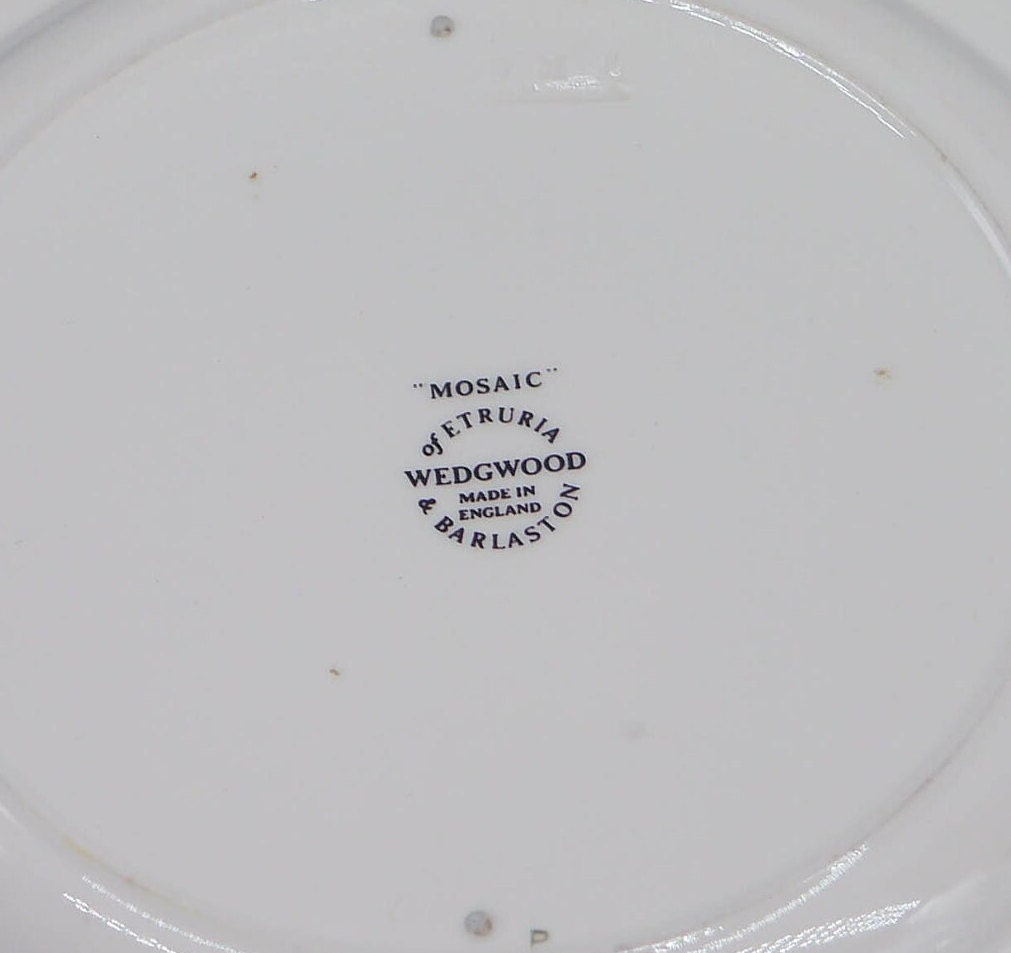 "MOSAIC"
of ETRURIA
WEDGWOOD
MADE IN
ENGLAND
& BARLASTON
P